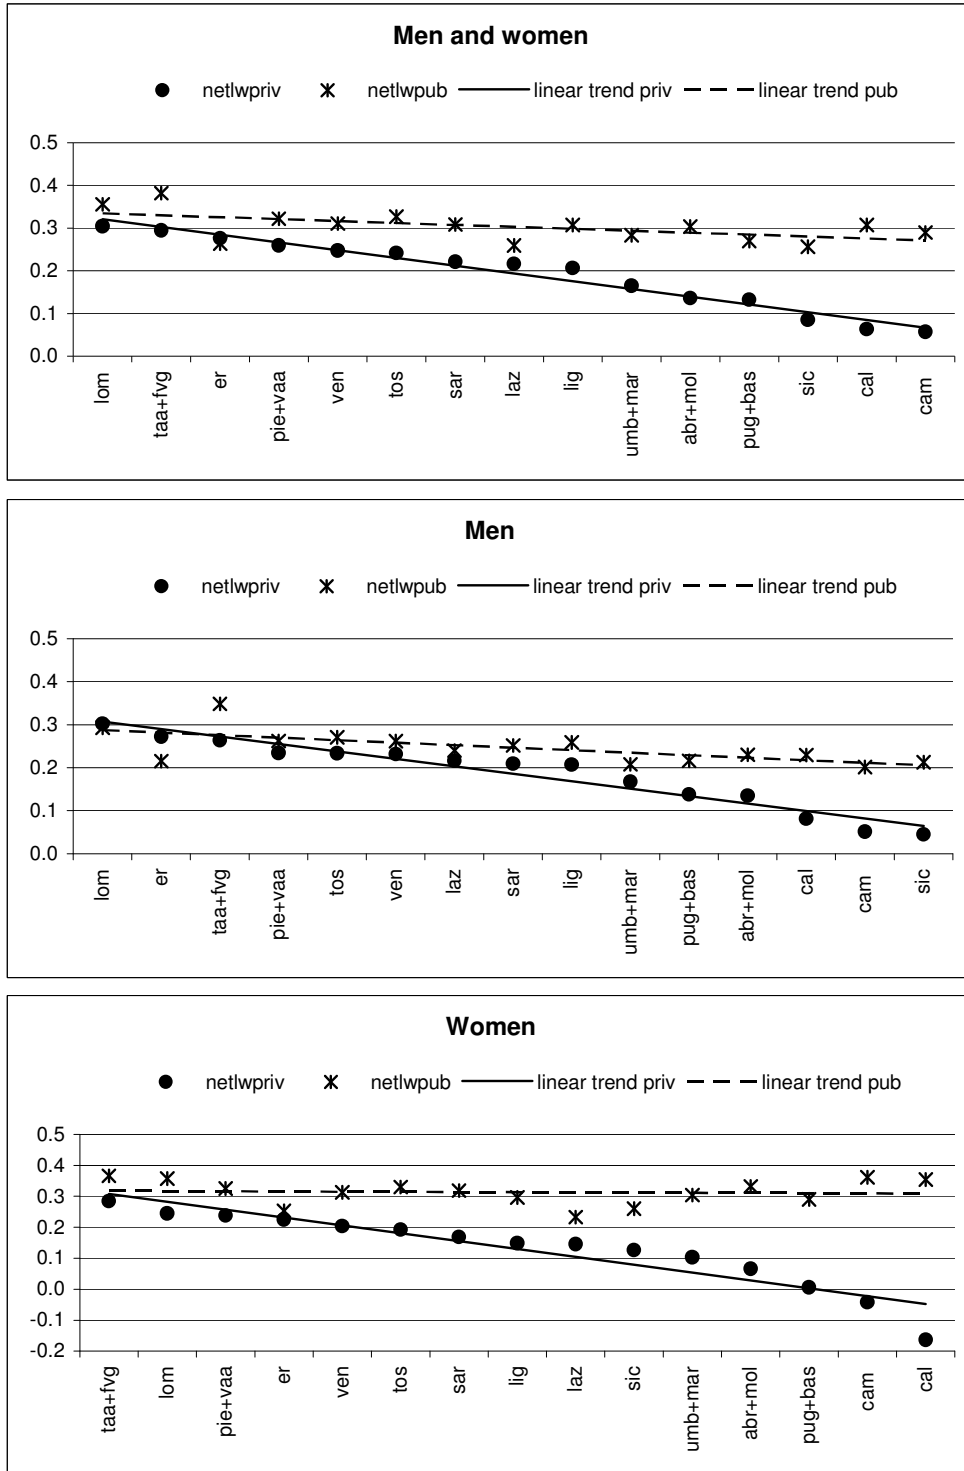 Men and women
netlwpriv netlwpub linear trend priv linear trend pub
0.5
0.4
0.3
0.2
0.1
0.0
lom taa+fvg er pie+vaa ven tos sar laz lig umb+mar abr+mol pug+bas sic cal cam
Men
netlwpriv netlwpub linear trend priv linear trend pub
0.5
0.4
0.3
0.2
0.1
0.0
lom er taa+fvg pie+vaa tos ven laz sar lig umb+mar pug+bas abr+mol cal cam sic
Women
netlwpriv netlwpub linear trend priv linear trend pub
0.5
0.4
0.3
0.2
0.1
0.0
-0.1
-0.2
taa+fvg lom pie+vaa er ven tos sar lig laz sic umb+mar abr+mol pug+bas cam cal